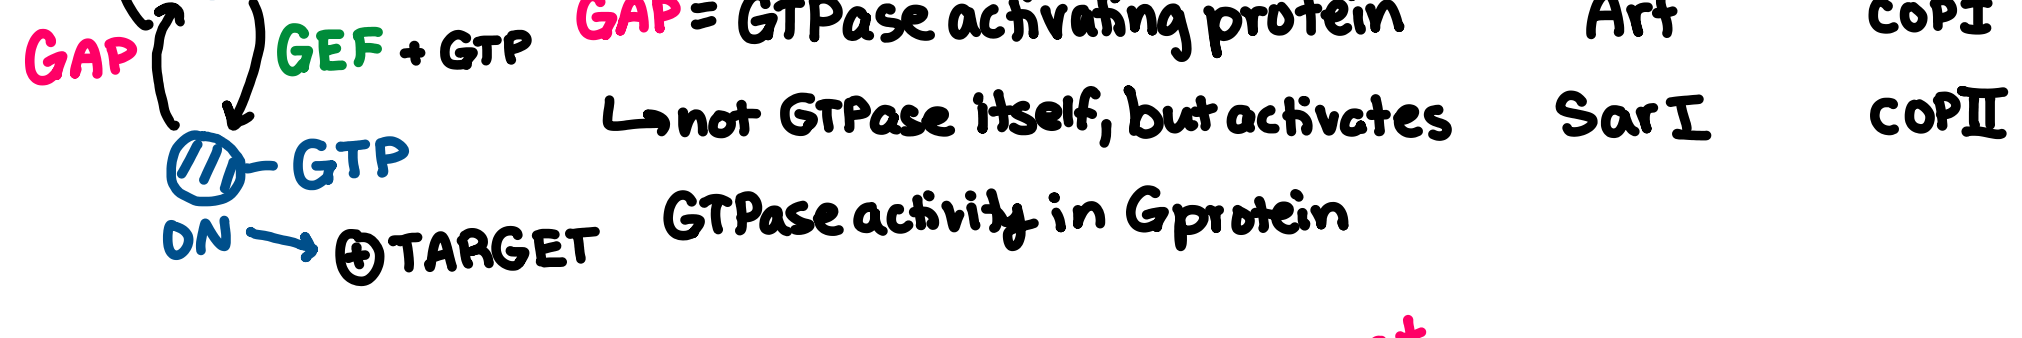 GAP = GTPase activating protein Arf COPI
GAP GEF + GTP
↳ not GTPase itself, but activates SarI COPII
GTP
GTPase activity in Gprotein
ON → ⊕ TARGET